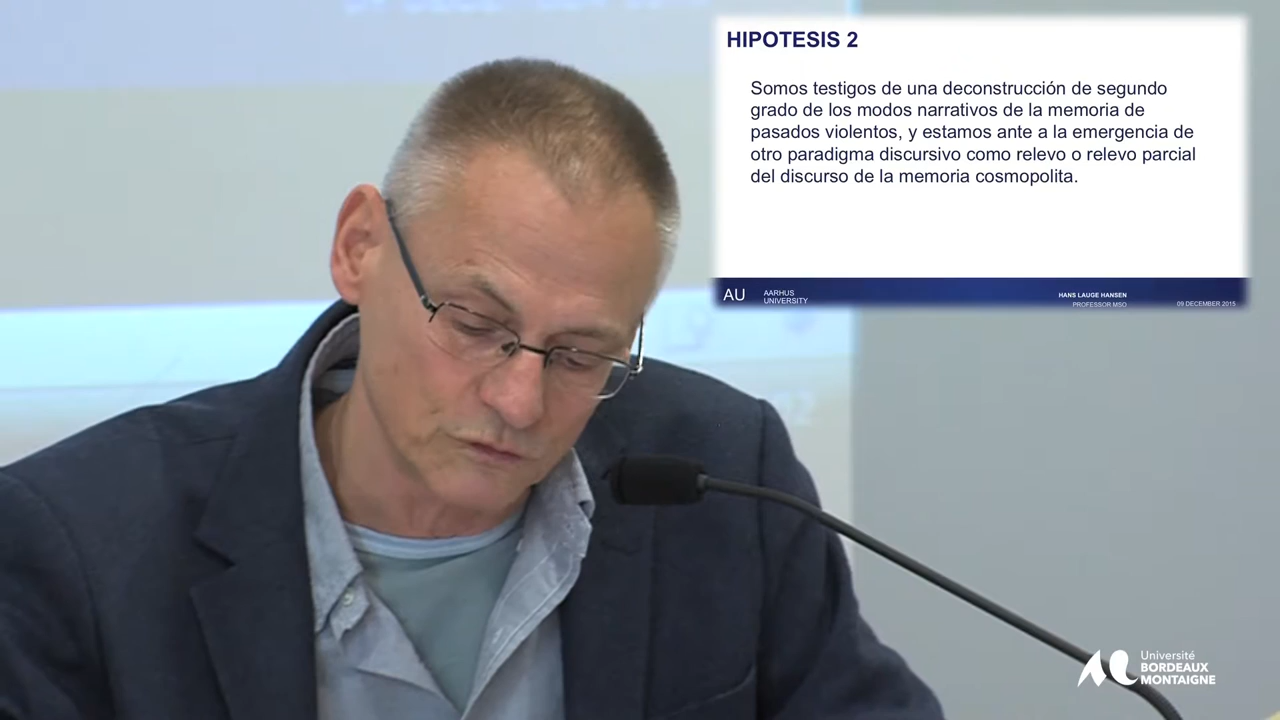 HIPOTESIS 2
Somos testigos de una deconstrucción de segundo
grado de los modos narrativos de la memoria de
pasados violentos, y estamos ante a la emergencia de
otro paradigma discursivo como relevo o relevo parcial
del discurso de la memoria cosmopolita.
AU
AARHUS
UNIVERSITY
HANS LAUGE HANSEN
PROFESSOR MSO
09 DECEMBER 2015
Université
BORDEAUX
MONTAIGNE